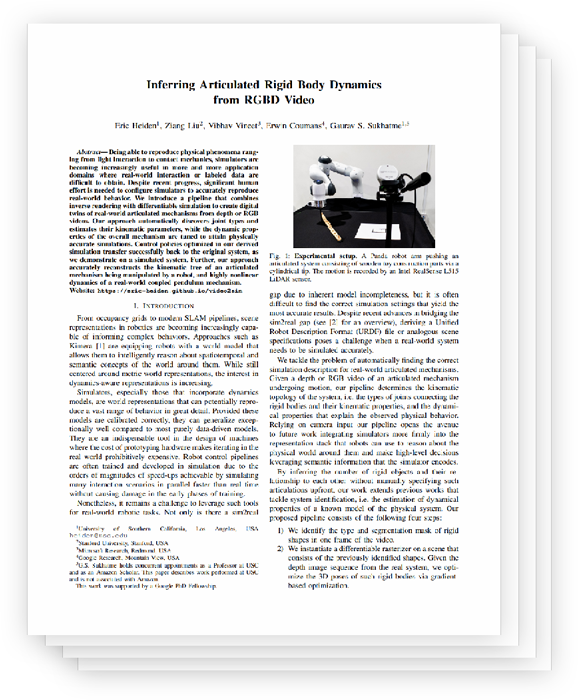 Inferring Articulated Rigid Body Dynamics
from RGBD Video
Eric Heiden1, Ziang Liu2, Vibhav Vineet3, Erwin Coumans4, Gaurav S. Sukhatme1,5
Abstract—Being able to reproduce physical phenomena rang-
ing from light interaction to contact mechanics, simulators are
becoming increasingly useful in more and more application
domains where real-world interaction or labeled data are
difficult to obtain. Despite recent progress, significant human
effort is needed to configure simulators to accurately reproduce
real-world behavior. We introduce a pipeline that combines
inverse rendering with differentiable simulation to create digital
twins of real-world articulated mechanisms from depth or RGB
videos. Our approach automatically discovers joint types and
estimates their kinematic parameters, while the dynamic prop-
erties of the overall mechanism are tuned to attain physically
accurate simulations. Control policies optimized in our derived
simulation transfer successfully back to the original system, as
we demonstrate on a simulated system. Further, our approach
accurately reconstructs the kinematic tree of an articulated
mechanism being manipulated by a robot, and highly nonlinear
dynamics of a real-world coupled pendulum mechanism.
Website: https://eric-heiden.github.io/video2sim
I. INTRODUCTION
From occupancy grids to modern SLAM pipelines, scene
representations in robotics are becoming increasingly capa-
ble of informing complex behaviors. Approaches such as
Kimera [1] are equipping robots with a world model that
allows them to intelligently reason about spatiotemporal and
semantic concepts of the world around them. While still
centered around metric world representations, the interest in
dynamics-aware representations is increasing.
Simulators, especially those that incorporate dynamics
models, are world representations that can potentially repro-
duce a vast range of behavior in great detail. Provided these
models are calibrated correctly, they can generalize excep-
tionally well compared to most purely data-driven models.
They are an indispensable tool in the design of machines
where the cost of prototyping hardware makes iterating in the
real world prohibitively expensive. Robot control pipelines
are often trained and developed in simulation due to the
orders of magnitudes of speed-ups achievable by simulating
many interaction scenarios in parallel faster than real time
without causing damage in the early phases of training.
Nonetheless, it remains a challenge to leverage such tools
for real-world robotic tasks. Not only is there a sim2real
1University of Southern California, Los Angeles, USA
heiden@usc.edu
2Stanford University, Stanford, USA
3Microsoft Research, Redmond, USA
4Google Research, Mountain View, USA
5G.S. Sukhatme holds concurrent appointments as a Professor at USC
and as an Amazon Scholar. This paper describes work performed at USC
and is not associated with Amazon.
This work was supported by a Google PhD Fellowship.
Fig. 1: Experimental setup. A Panda robot arm pushing an
articulated system consisting of wooden toy construction parts via a
cylindrical tip. The motion is recorded by an Intel RealSense L515
LiDAR sensor.
gap due to inherent model incompleteness, but it is often
difficult to find the correct simulation settings that yield the
most accurate results. Despite recent advances in bridging the
sim2real gap (see [2] for an overview), deriving a Unified
Robot Description Format (URDF) file or analogous scene
specifications poses a challenge when a real-world system
needs to be simulated accurately.
We tackle the problem of automatically finding the correct
simulation description for real-world articulated mechanisms.
Given a depth or RGB video of an articulated mechanism
undergoing motion, our pipeline determines the kinematic
topology of the system, i.e. the types of joints connecting the
rigid bodies and their kinematic properties, and the dynami-
cal properties that explain the observed physical behavior.
Relying on camera input our pipeline opens the avenue
to future work integrating simulators more firmly into the
representation stack that robots can use to reason about the
physical world around them and make high-level decisions
leveraging semantic information that the simulator encodes.
By inferring the number of rigid objects and their re-
lationship to each other without manually specifying such
articulations upfront, our work extends previous works that
tackle system identification, i.e. the estimation of dynamical
properties of a known model of the physical system. Our
proposed pipeline consists of the following four steps:
1) We identify the type and segmentation mask of rigid
shapes in one frame of the video.
2) We instantiate a differentiable rasterizer on a scene that
consists of the previously identified shapes. Given the
depth image sequence from the real system, we opti-
mize the 3D poses of such rigid bodies via gradient-
based optimization.